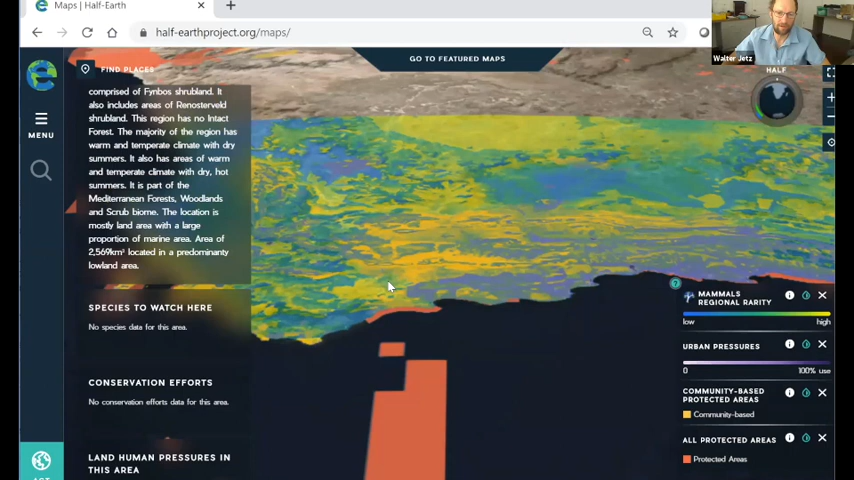 Maps | Half-Earth
half-earthproject.org/maps/
Walter Jetz
FIND PLACES
GO TO FEATURED MAPS
HALF
MENU
comprised of Fynbos shrubland. It
also includes areas of Renosterveld
shrubland. This region has no Intact
Forest. The majority of the region has
warm and temperate climate with dry
summers. It also has areas of warm
and temperate climate with dry, hot
summers. It is part of the
Mediterranean Forests, Woodlands
and Scrub biome. The location is
mostly land area with a large
proportion of marine area. Area of
2,569km² located in a predominanty
lowland area.
SPECIES TO WATCH HERE
No species data for this area.
CONSERVATION EFFORTS
No conservation efforts data for this area.
LAND HUMAN PRESSURES IN
THIS AREA
MAMMALS
REGIONAL RARITY
low high
URBAN PRESSURES
0 100% use
COMMUNITY-BASED
PROTECTED AREAS
Community-based
ALL PROTECTED AREAS
Protected Areas